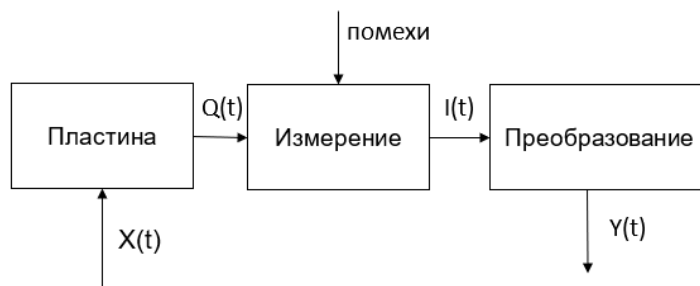 помехи
Пластина
Q(t)
Измерение
I(t)
Преобразование
X(t)
Y(t)